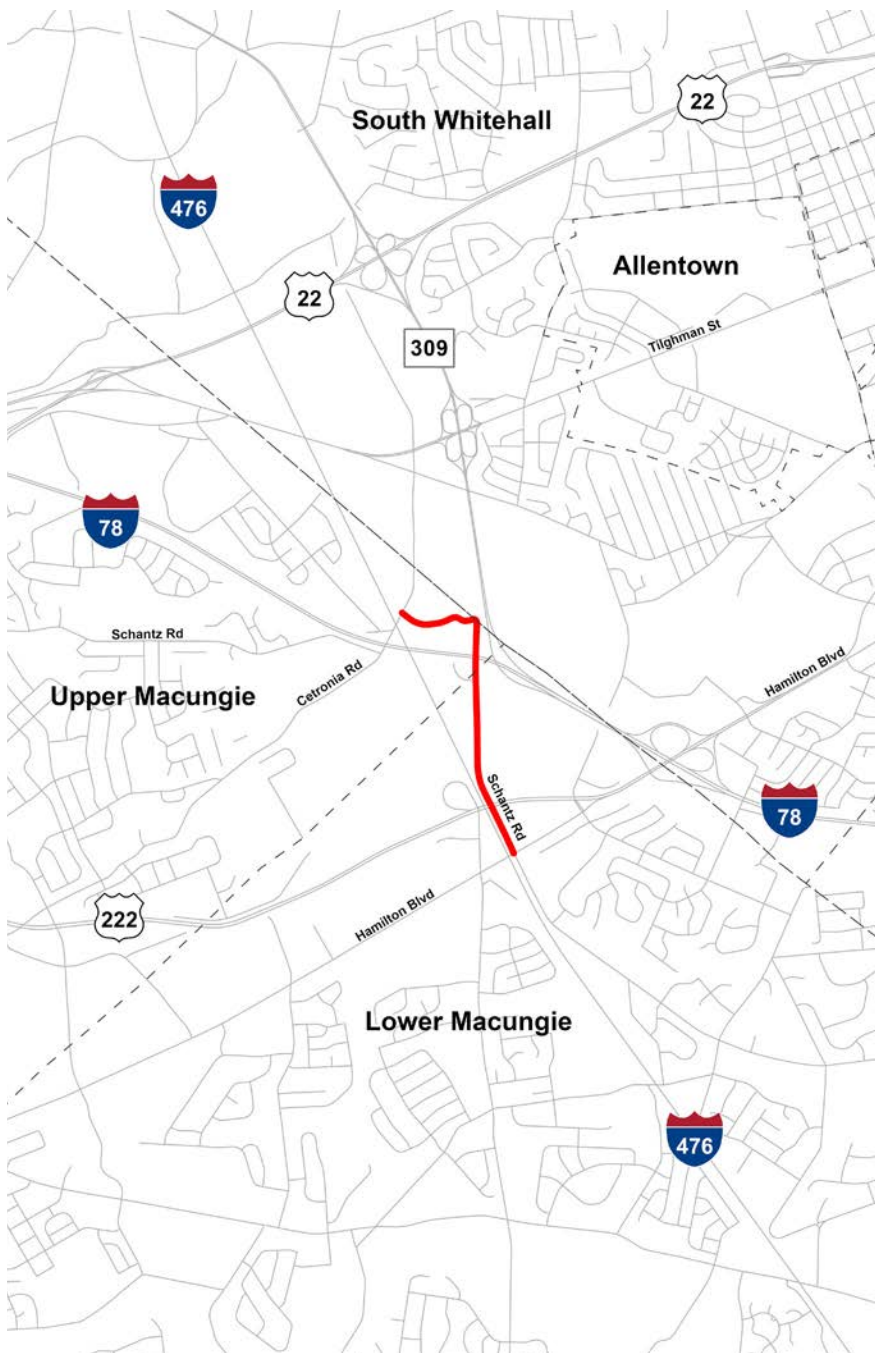 22
South Whitehall
476
Allentown
22
Tilghman St
309
78
Schantz Rd
Cetronia Rd
Hamilton Blvd
Upper Macungie
Schantz Rd
78
222
Hamilton Blvd
Lower Macungie
476